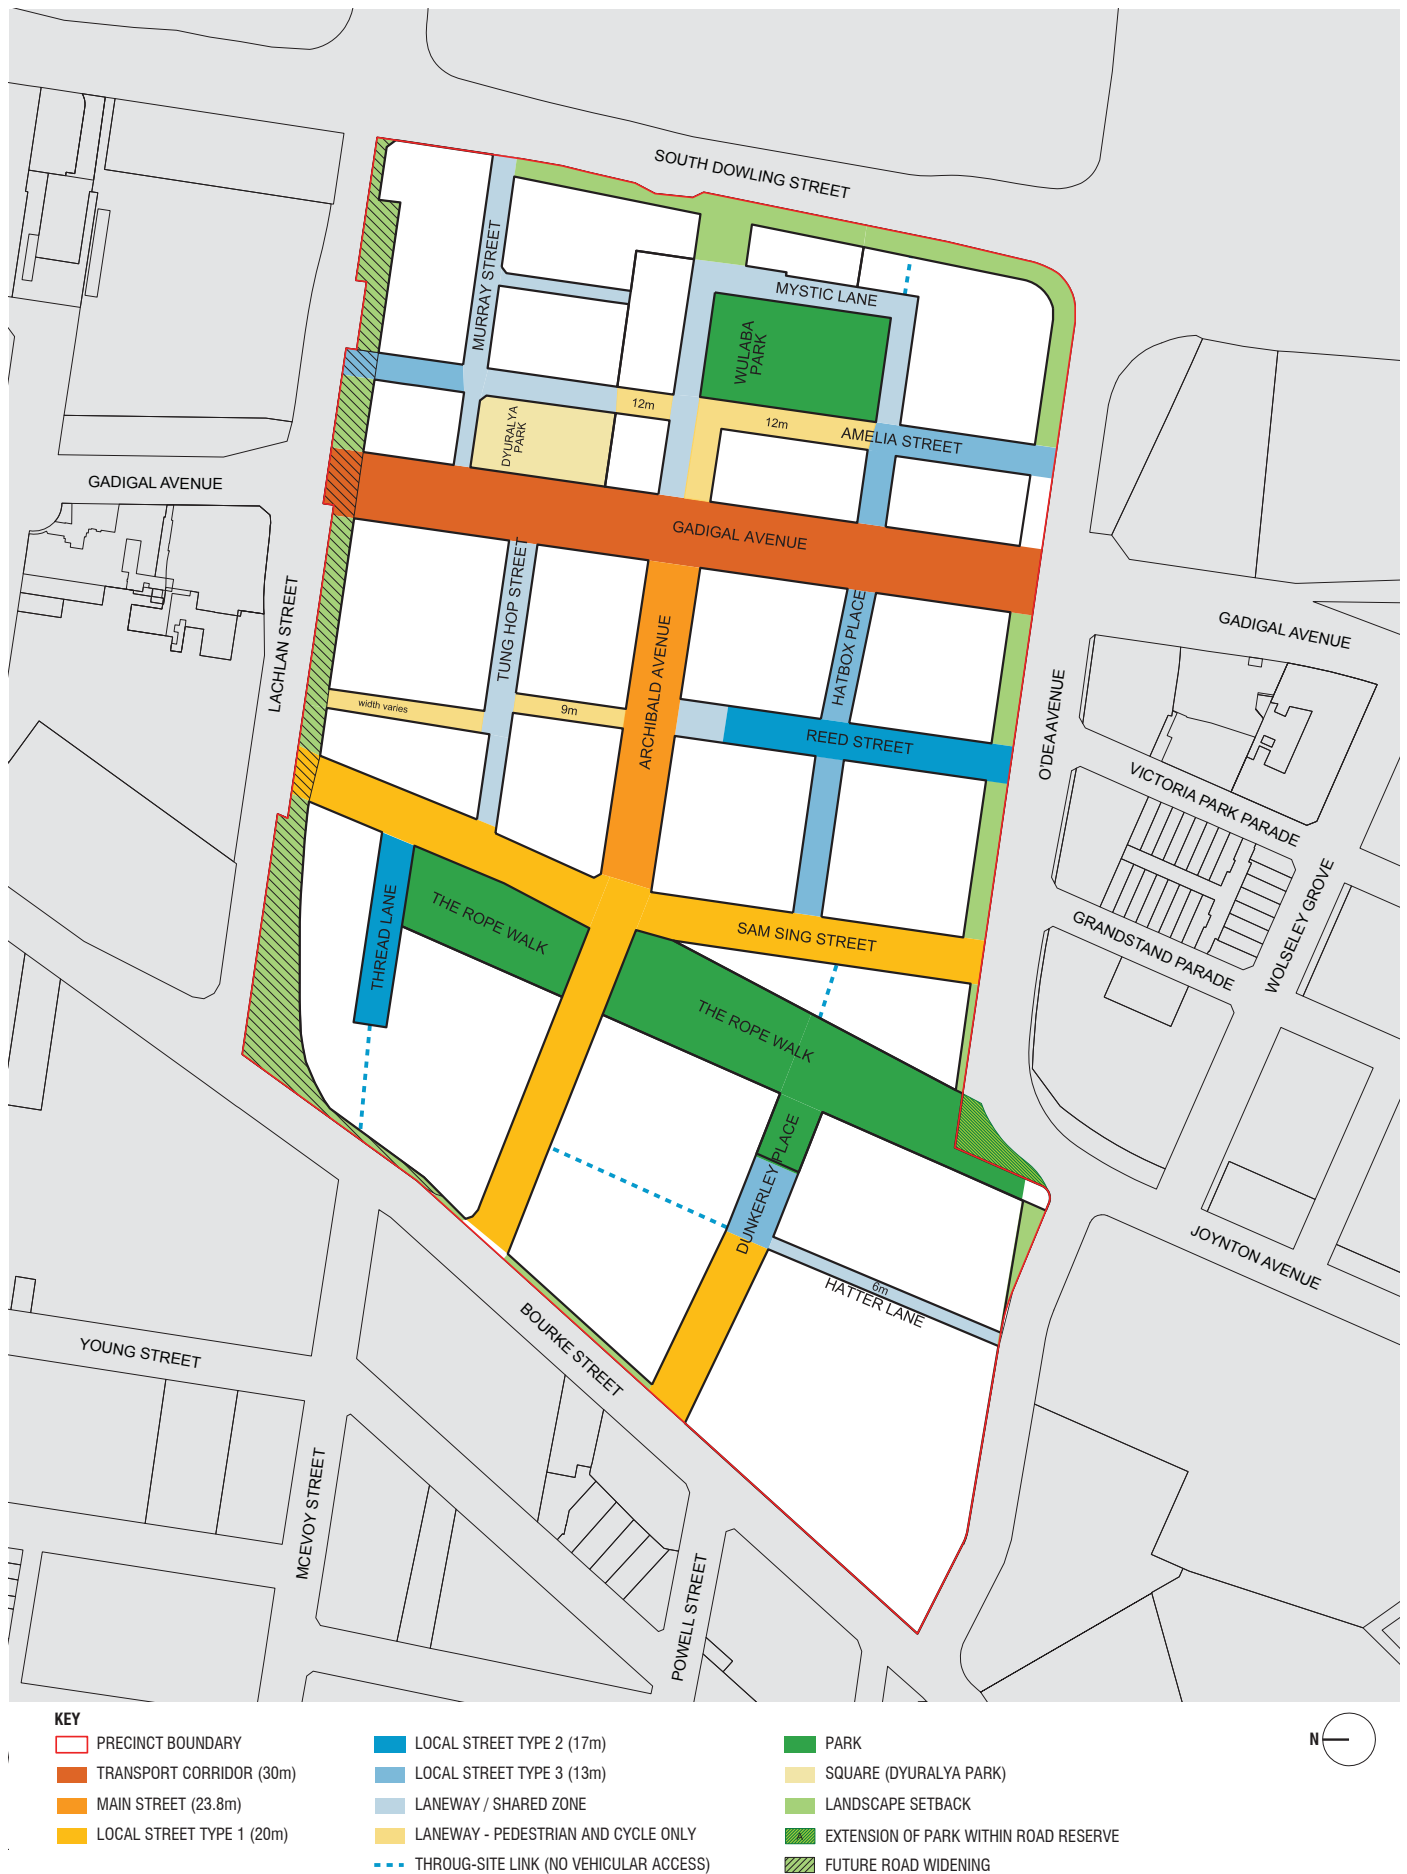 SOUTH DOWLING STREET
MURRAY STREET
MYSTIC LANE
WULABA
PARK
12m
12m
DYURALYA
PARK
AMELIA STREET
GADIGAL AVENUE
GADIGAL AVENUE
TUNG HOP STREET
HATBOX PLACE
LACHLAN STREET
ARCHIBALD AVENUE
GADIGAL AVENUE
O'DEA AVENUE
width varies
9m
REED STREET
VICTORIA PARK PARADE
THREAD LANE
THE ROPE WALK
SAM SING STREET
GRANDSTAND PARADE
WOLSELEY GROVE
THE ROPE WALK
DUNKERLEY PLACE
6m
HATTER LANE
JOYNTON AVENUE
BOURKE STREET
YOUNG STREET
MCEVOY STREET
POWELL STREET
KEY
PRECINCT BOUNDARY
TRANSPORT CORRIDOR (30m)
MAIN STREET (23.8m)
LOCAL STREET TYPE 1 (20m)
LOCAL STREET TYPE 2 (17m)
LOCAL STREET TYPE 3 (13m)
LANEWAY / SHARED ZONE
LANEWAY - PEDESTRIAN AND CYCLE ONLY
THROUG-SITE LINK (NO VEHICULAR ACCESS)
PARK
SQUARE (DYURALYA PARK)
LANDSCAPE SETBACK
A
EXTENSION OF PARK WITHIN ROAD RESERVE
FUTURE ROAD WIDENING
N